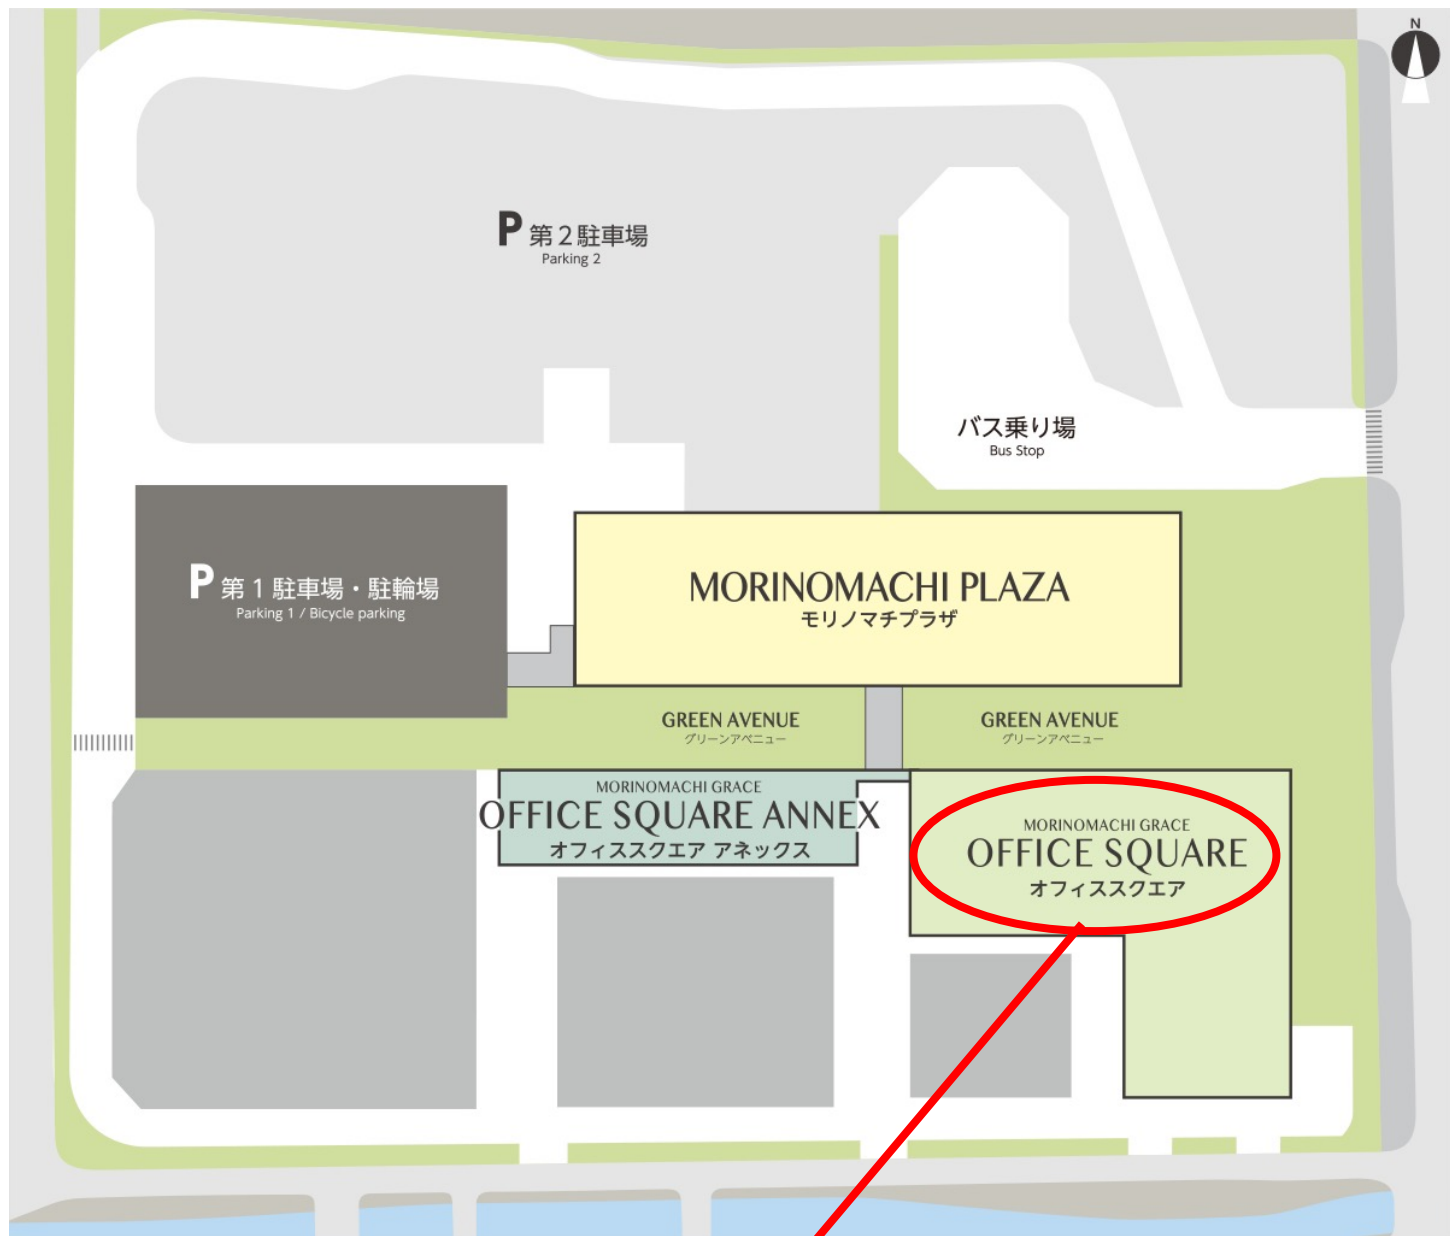 N
P 第2駐車場
Parking 2
バス乗り場
Bus Stop
P 第1駐車場・駐輪場
Parking 1 / Bicycle parking
MORINOMACHI PLAZA
モリノマチプラザ
GREEN AVENUE
グリーンアベニュー
GREEN AVENUE
グリーンアベニュー
MORINOMACHI GRACE
OFFICE SQUARE ANNEX
オフィススクエア アネックス
MORINOMACHI GRACE
OFFICE SQUARE
オフィススクエア